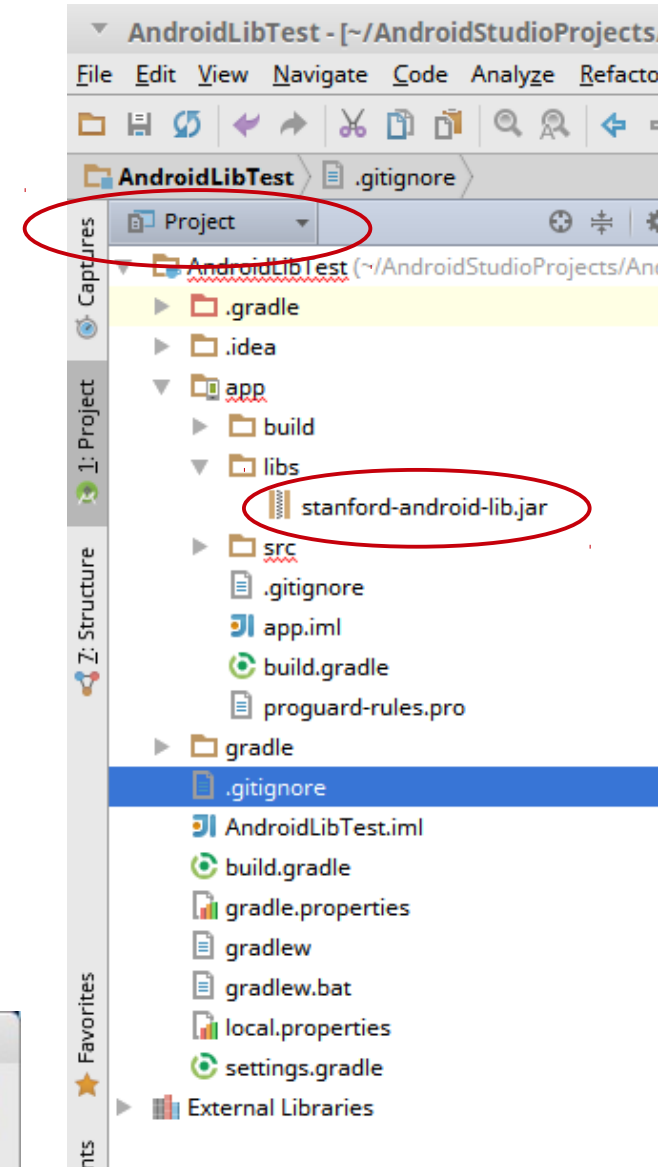 AndroidLibTest - [~/AndroidStudioProjects/
File Edit View Navigate Code Analyze Refacto
AndroidLibTest .gitignore
Project
Captures
AndroidLibTest (~/AndroidStudioProjects/And
.gradle
.idea
app
1: Project
build
libs
stanford-android-lib.jar
src
7: Structure
.gitignore
app.iml
build.gradle
proguard-rules.pro
gradle
.gitignore
AndroidLibTest.iml
build.gradle
gradle.properties
gradlew
gradlew.bat
Favorites
local.properties
settings.gradle
External Libraries
nts